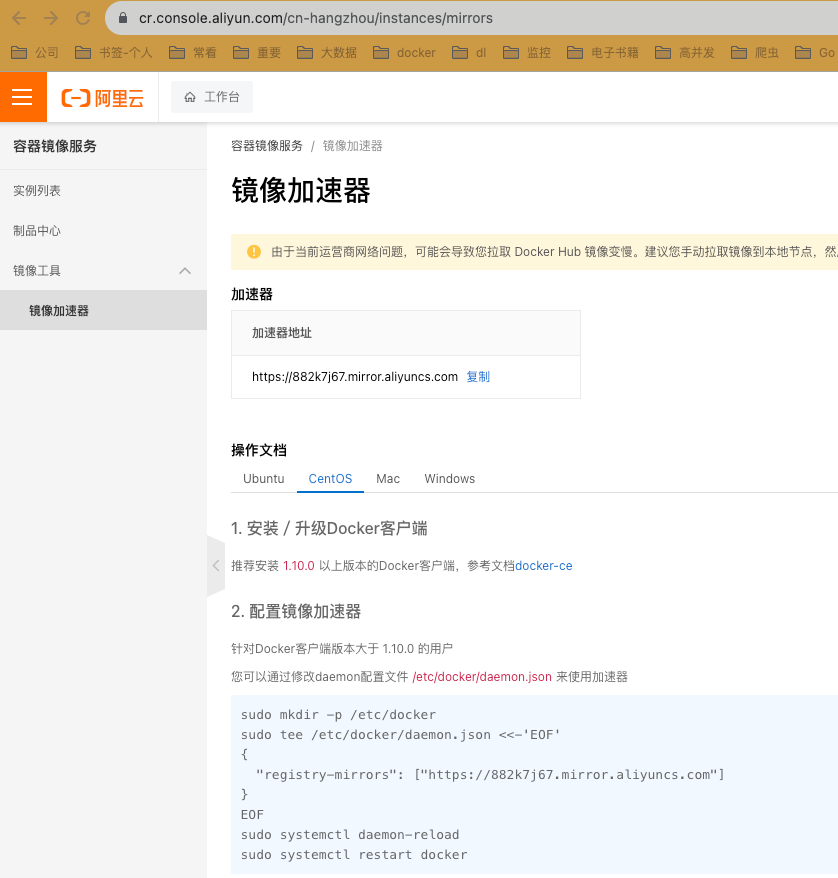 cr.console.aliyun.com/cn-hangzhou/instances/mirrors
公司 书签-个人 常看 重要 大数据 docker dl 监控 电子书籍 高并发 爬虫 Go
阿里云 工作台
容器镜像服务
实例列表
制品中心
镜像工具
镜像加速器
容器镜像服务 / 镜像加速器
镜像加速器
由于当前运营商网络问题，可能会导致您拉取 Docker Hub 镜像变慢。建议您手动拉取镜像到本地节点，然
加速器
加速器地址
https://882k7j67.mirror.aliyuncs.com 复制
操作文档
Ubuntu CentOS Mac Windows
1. 安装 / 升级Docker客户端
推荐安装 1.10.0 以上版本的Docker客户端，参考文档docker-ce
2. 配置镜像加速器
针对Docker客户端版本大于 1.10.0 的用户
您可以通过修改daemon配置文件 /etc/docker/daemon.json 来使用加速器
sudo mkdir -p /etc/docker
sudo tee /etc/docker/daemon.json <<-'EOF'
{
  "registry-mirrors": ["https://882k7j67.mirror.aliyuncs.com"]
}
EOF
sudo systemctl daemon-reload
sudo systemctl restart docker